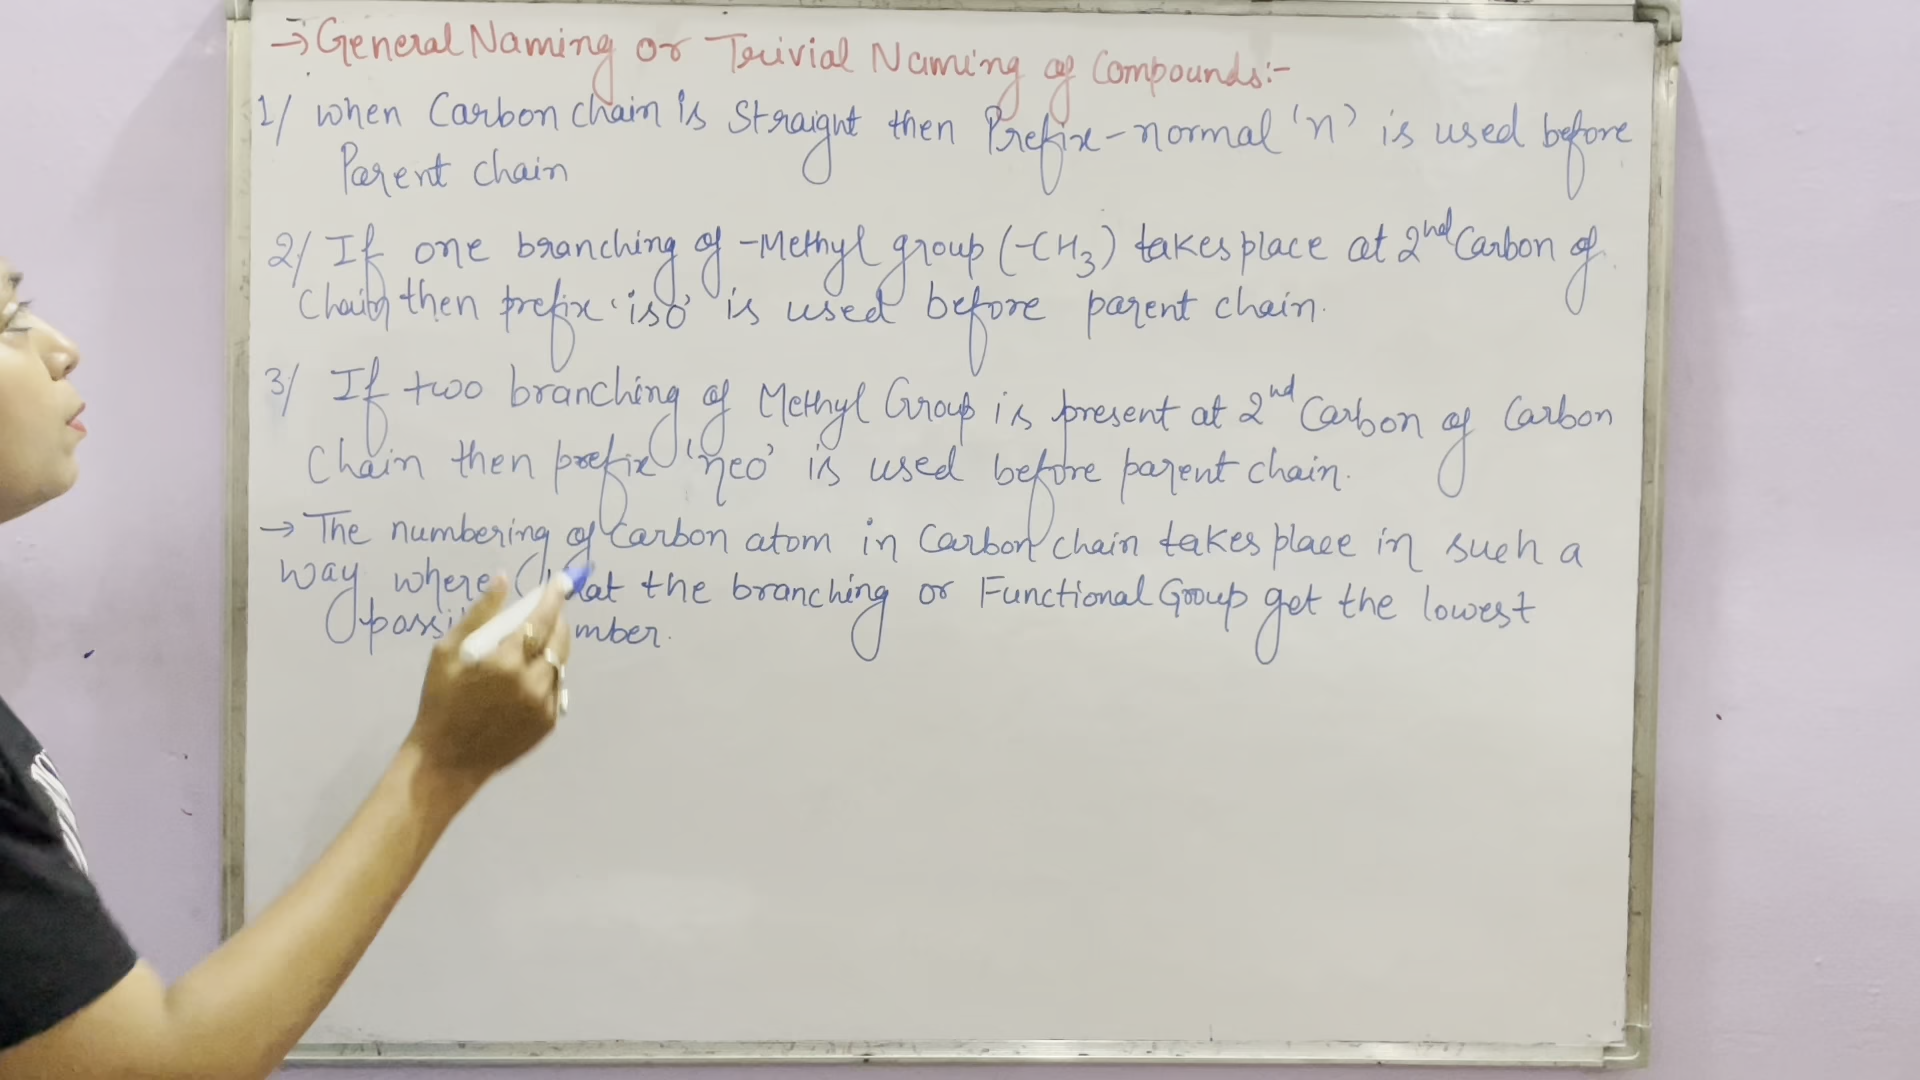 → General Naming or Trivial Naming of Compounds:-
1/ when Carbon chain is Straight then Prefix - normal 'n' is used before
Parent chain
2/ If one branching of -Methyl group (-CH3) takes place at 2nd Carbon of
Chain then prefix 'iso' is used before parent chain.
3/ If two branching of Methyl Group is present at 2nd Carbon of Carbon
Chain then prefix 'neo' is used before parent chain.
→ The numbering of Carbon atom in Carbon chain takes place in such a
way where the branching or Functional Group get the lowest